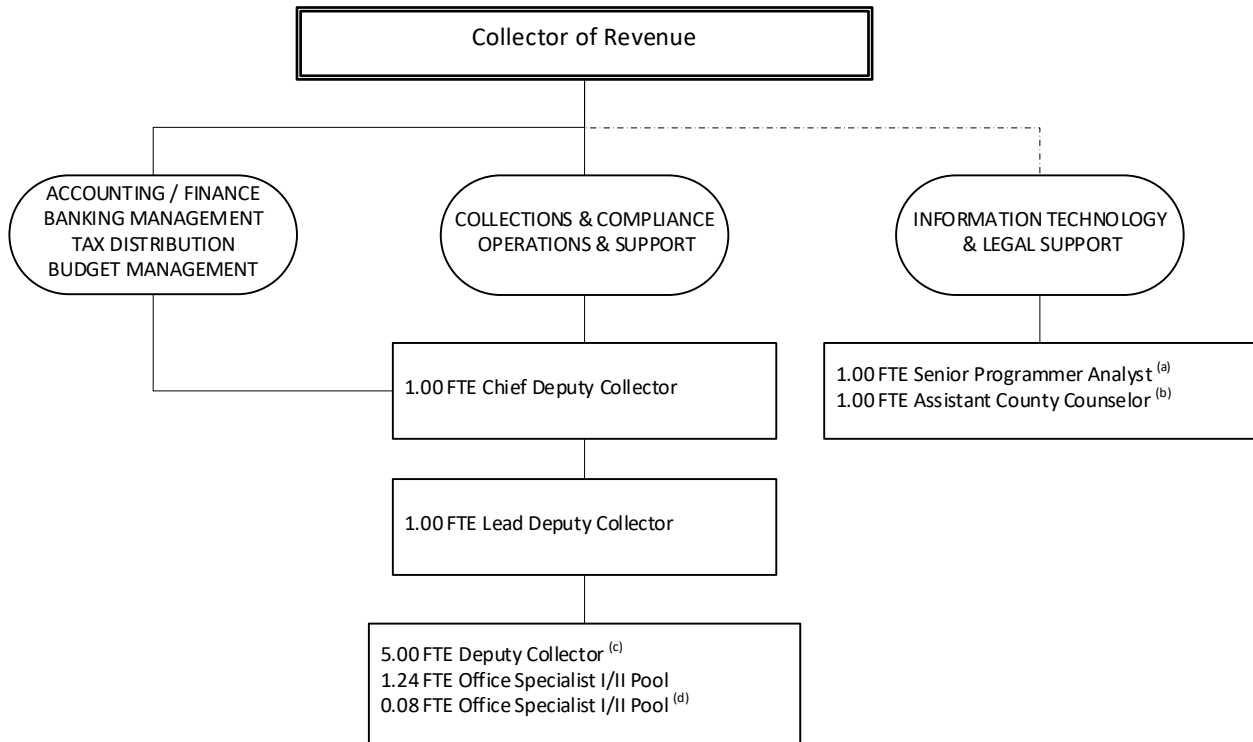 Collector of Revenue
ACCOUNTING / FINANCE
BANKING MANAGEMENT
TAX DISTRIBUTION
BUDGET MANAGEMENT
COLLECTIONS & COMPLIANCE
OPERATIONS & SUPPORT
INFORMATION TECHNOLOGY
& LEGAL SUPPORT
1.00 FTE Chief Deputy Collector
1.00 FTE Senior Programmer Analyst (a)
1.00 FTE Assistant County Counselor (b)
1.00 FTE Lead Deputy Collector
5.00 FTE Deputy Collector (c)
1.24 FTE Office Specialist I/II Pool
0.08 FTE Office Specialist I/II Pool (d)